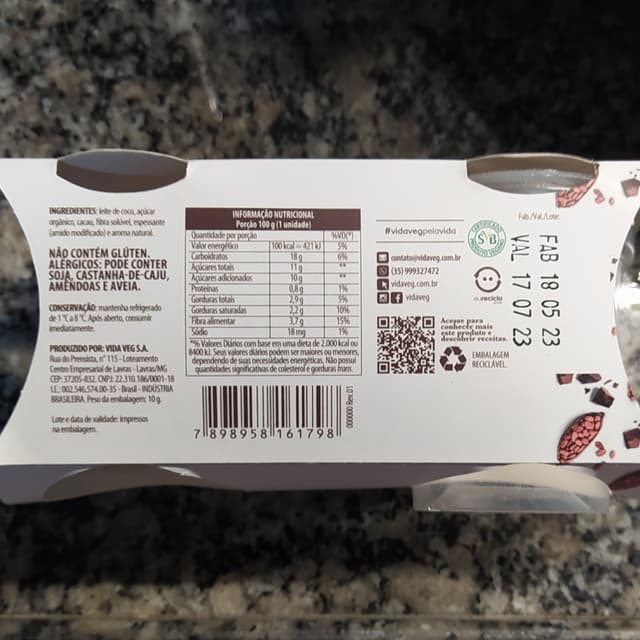 INGREDIENTES: leite de coco, açúcar
orgânico, cacau, fibra solúvel, espessante
(amido modificado) e aroma natural.
NÃO CONTÉM GLÚTEN.
ALÉRGICOS: PODE CONTER
SOJA, CASTANHA-DE-CAJU,
AMÊNDOAS E AVEIA.
CONSERVAÇÃO: mantenha refrigerado
de 1 °C a 8 °C. Após aberto, consumir
imediatamente.
PRODUZIDO POR: VIDA VEG S.A.
Rua do Prensista, n° 115 - Loteamento
Centro Empresarial de Lavras - Lavras/MG
CEP: 37205-832. CNPJ: 22.310.186/0001-18
I.E.: 002.546.574.00-35 - Brasil - INDÚSTRIA
BRASILEIRA. Peso da embalagem: 10 g.
Lote e data de validade: impressos
na embalagem.
INFORMAÇÃO NUTRICIONAL
Porção 100 g (1 unidade)
Quantidade por porção %VD(*)
Valor energético 100 kcal = 421 kJ 5%
Carboidratos 18 g 6%
Açúcares totais 11 g **
Açúcares adicionados 10 g **
Proteínas 0,8 g 1%
Gorduras totais 2,9 g 5%
Gorduras saturadas 2,2 g 10%
Fibra alimentar 3,7 g 15%
Sódio 18 mg 1%
*% Valores Diários com base em uma dieta de 2.000 kcal ou
8400 kJ. Seus valores diários podem ser maiores ou menores,
dependendo de suas necessidades energéticas. Não possui
quantidades significativas de colesterol e gorduras trans.
7 898958 161798
000000 Rev. 01
#vidavegpelavida
contato@vidaveg.com.br
(35) 999327472
vidaveg.com.br
vidaveg
CERTIFICADO
SVB
PRODUTO VEGANO
eureciclo
Acesse para
conhecer mais
este produto e
descobrir receitas.
EMBALAGEM
RECICLÁVEL.
Fab./Val./Lote:
FAB 18 05 23
VAL 17 07 23